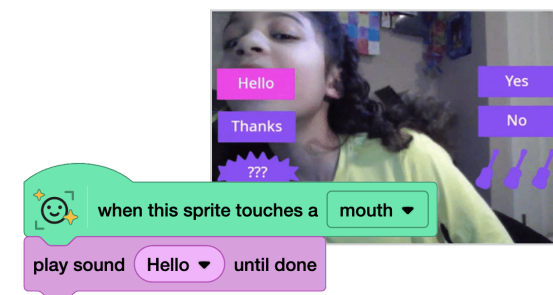 Hello
Yes
Thanks
No
???
when this sprite touches a mouth
play sound Hello until done